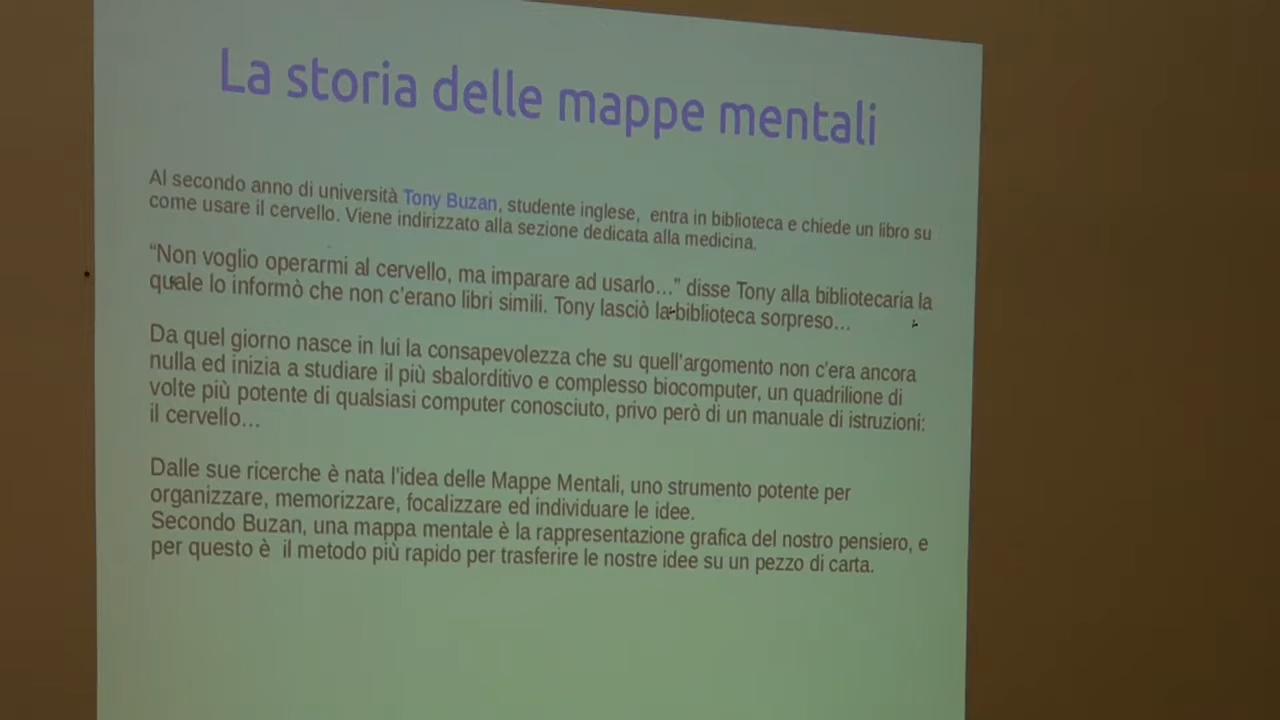 La storia delle mappe mentali
Al secondo anno di università Tony Buzan, studente inglese, entra in biblioteca e chiede un libro su
come usare il cervello. Viene indirizzato alla sezione dedicata alla medicina.
“Non voglio operarmi al cervello, ma imparare ad usarlo…” disse Tony alla bibliotecaria la
quale lo informò che non c'erano libri simili. Tony lasciò la biblioteca sorpreso…
Da quel giorno nasce in lui la consapevolezza che su quell'argomento non c'era ancora
nulla ed inizia a studiare il più sbalorditivo e complesso biocomputer, un quadrilione di
volte più potente di qualsiasi computer conosciuto, privo però di un manuale di istruzioni:
il cervello…
Dalle sue ricerche è nata l'idea delle Mappe Mentali, uno strumento potente per
organizzare, memorizzare, focalizzare ed individuare le idee.
Secondo Buzan, una mappa mentale è la rappresentazione grafica del nostro pensiero, e
per questo è il metodo più rapido per trasferire le nostre idee su un pezzo di carta.